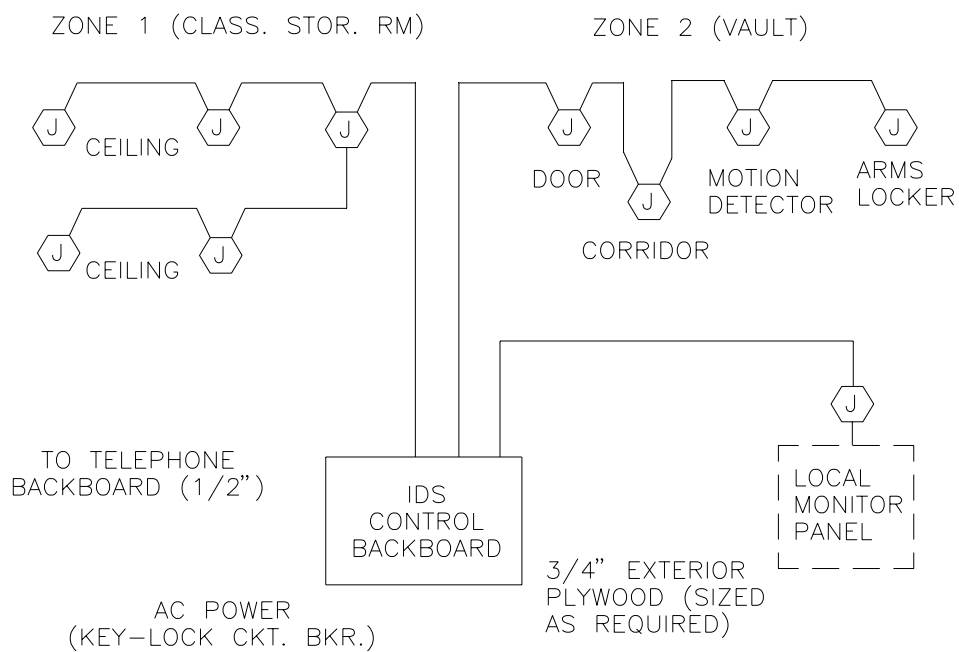 ZONE 1 (CLASS. STOR. RM)
ZONE 2 (VAULT)
J
J
J
J
J
J
CEILING
DOOR
MOTION
DETECTOR
ARMS
LOCKER
J
CORRIDOR
J
J
CEILING
J
TO TELEPHONE
BACKBOARD (1/2")
IDS
CONTROL
BACKBOARD
LOCAL
MONITOR
PANEL
3/4" EXTERIOR
PLYWOOD (SIZED
AS REQUIRED)
AC POWER
(KEY-LOCK CKT. BKR.)